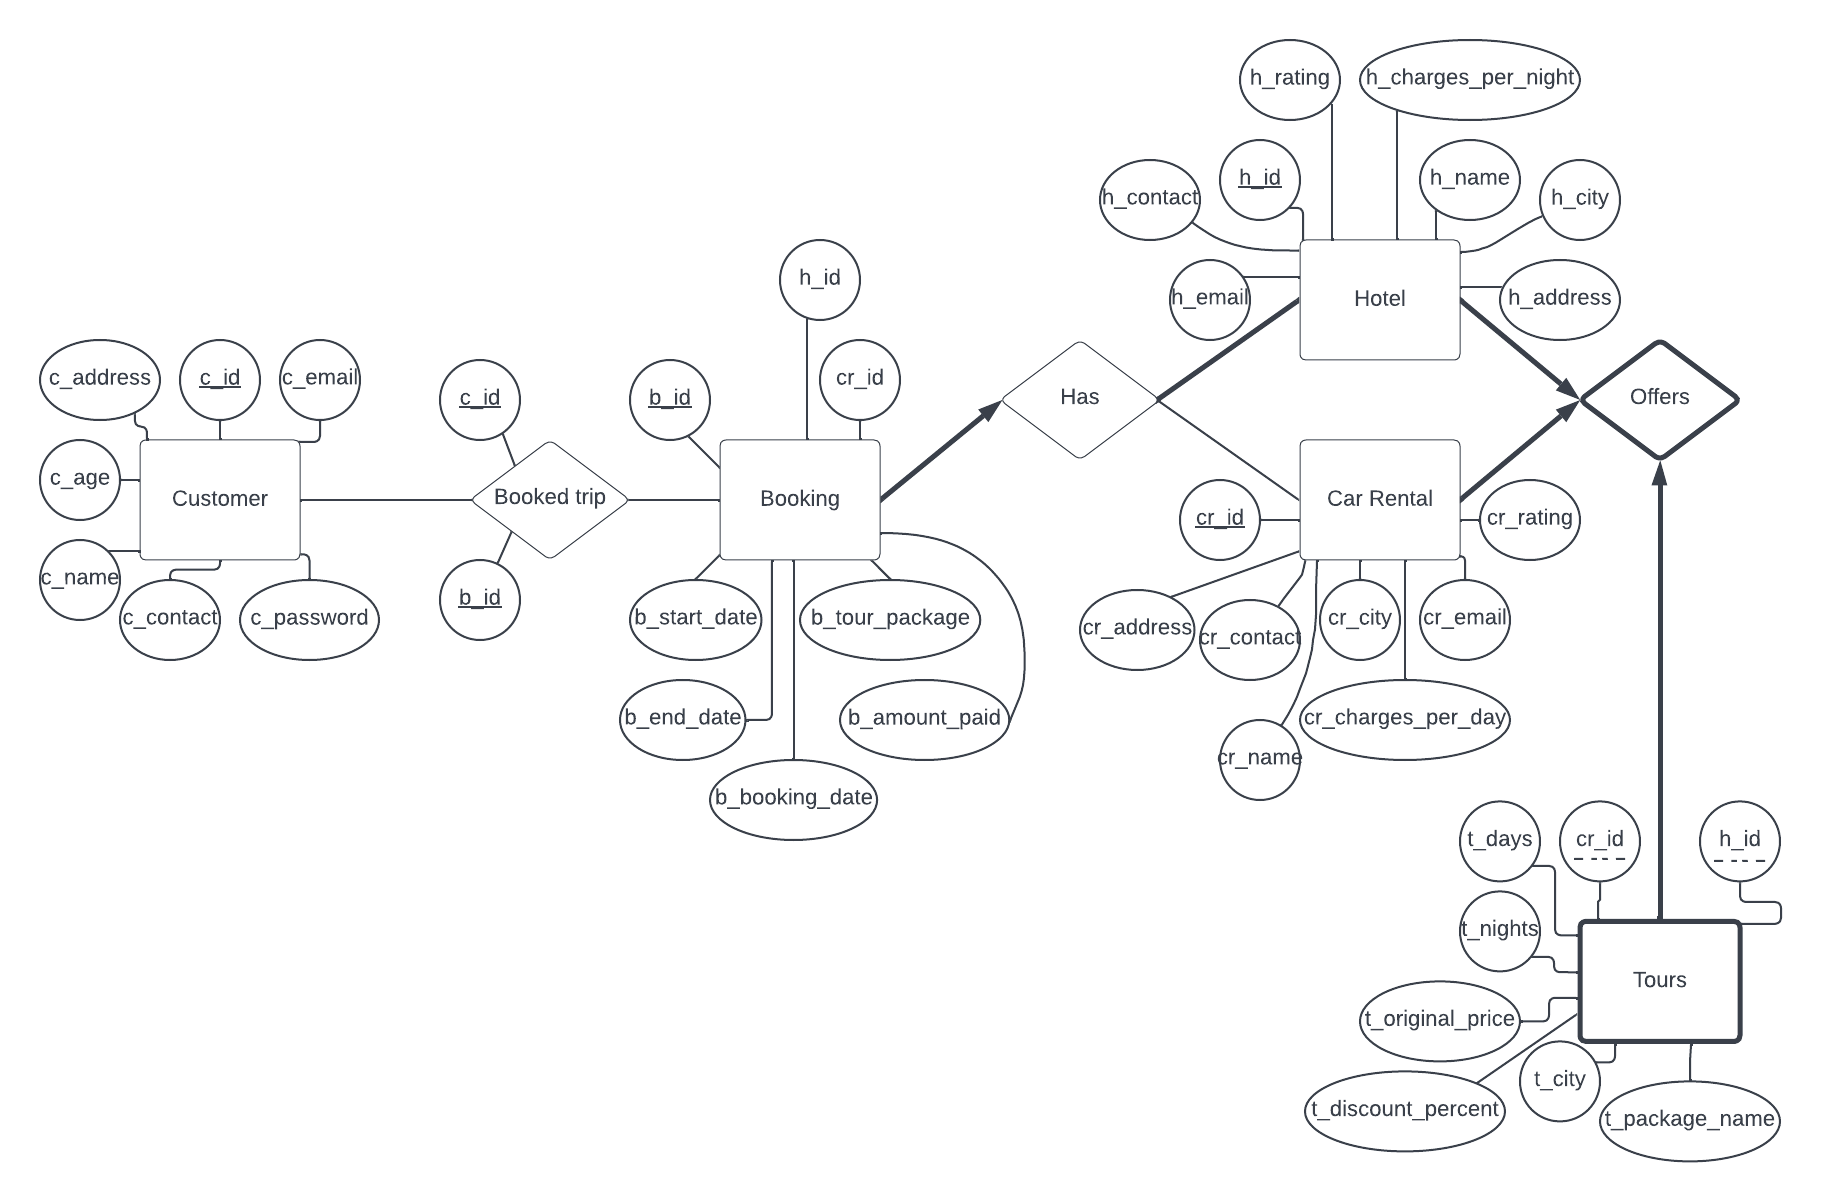 h_rating
h_charges_per_night
h_id
h_name
h_contact
h_city
h_id
h_email
Hotel
h_address
c_address
c_id
c_email
c_id
b_id
cr_id
Has
Offers
c_age
Customer
Booked trip
Booking
Car Rental
cr_id
cr_rating
c_name
b_id
c_contact
c_password
b_start_date
b_tour_package
cr_address
cr_contact
cr_city
cr_email
b_end_date
b_amount_paid
cr_charges_per_day
cr_name
b_booking_date
t_days
cr_id
h_id
t_nights
Tours
t_original_price
t_city
t_discount_percent
t_package_name